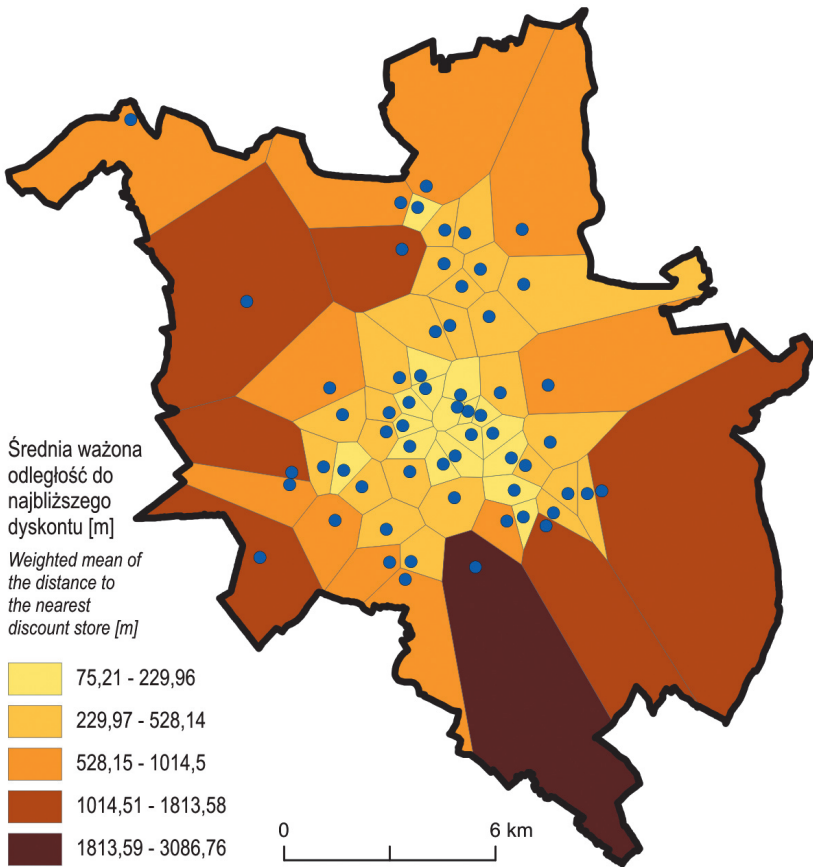 Średnia ważona
odległość do
najbliższego
dyskontu [m]
Weighted mean of
the distance to
the nearest
discount store [m]
75,21 - 229,96
229,97 - 528,14
528,15 - 1014,5
1014,51 - 1813,58
1813,59 - 3086,76
0 6 km